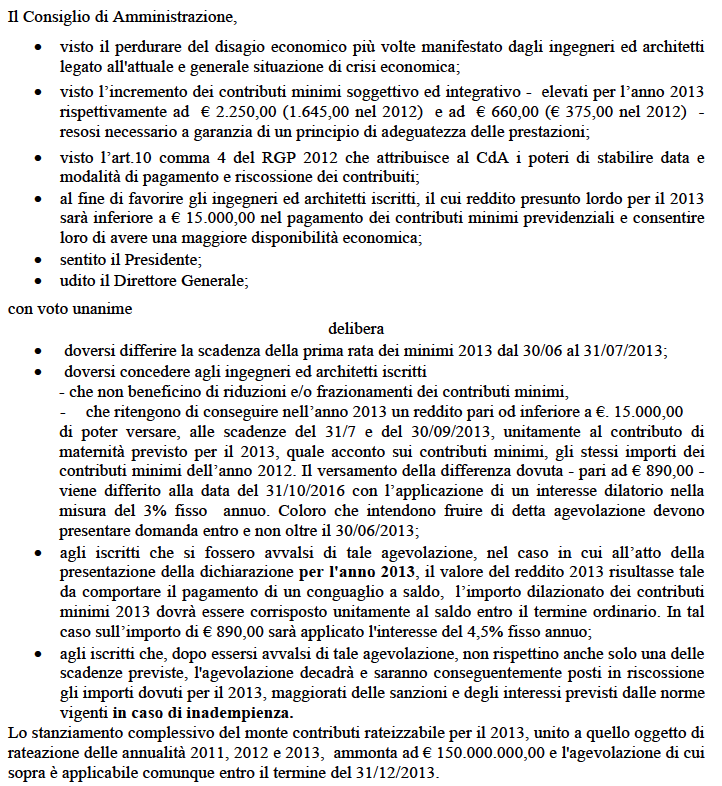 Il Consiglio di Amministrazione,
• visto il perdurare del disagio economico più volte manifestato dagli ingegneri ed architetti
legato all'attuale e generale situazione di crisi economica;
• visto l'incremento dei contributi minimi soggettivo ed integrativo - elevati per l'anno 2013
rispettivamente ad € 2.250,00 (1.645,00 nel 2012) e ad € 660,00 (€ 375,00 nel 2012) -
resosi necessario a garanzia di un principio di adeguatezza delle prestazioni;
• visto l'art.10 comma 4 del RGP 2012 che attribuisce al CdA i poteri di stabilire data e
modalità di pagamento e riscossione dei contribuiti;
• al fine di favorire gli ingegneri ed architetti iscritti, il cui reddito presunto lordo per il 2013
sarà inferiore a € 15.000,00 nel pagamento dei contributi minimi previdenziali e consentire
loro di avere una maggiore disponibilità economica;
• sentito il Presidente;
• udito il Direttore Generale;
con voto unanime
delibera
• doversi differire la scadenza della prima rata dei minimi 2013 dal 30/06 al 31/07/2013;
• doversi concedere agli ingegneri ed architetti iscritti
- che non beneficino di riduzioni e/o frazionamenti dei contributi minimi,
- che ritengono di conseguire nell'anno 2013 un reddito pari od inferiore a €. 15.000,00
di poter versare, alle scadenze del 31/7 e del 30/09/2013, unitamente al contributo di
maternità previsto per il 2013, quale acconto sui contributi minimi, gli stessi importi dei
contributi minimi dell'anno 2012. Il versamento della differenza dovuta - pari ad € 890,00 -
viene differito alla data del 31/10/2016 con l'applicazione di un interesse dilatorio nella
misura del 3% fisso annuo. Coloro che intendono fruire di detta agevolazione devono
presentare domanda entro e non oltre il 30/06/2013;
• agli iscritti che si fossero avvalsi di tale agevolazione, nel caso in cui all'atto della
presentazione della dichiarazione per l'anno 2013, il valore del reddito 2013 risultasse tale
da comportare il pagamento di un conguaglio a saldo, l'importo dilazionato dei contributi
minimi 2013 dovrà essere corrisposto unitamente al saldo entro il termine ordinario. In tal
caso sull'importo di € 890,00 sarà applicato l'interesse del 4,5% fisso annuo;
• agli iscritti che, dopo essersi avvalsi di tale agevolazione, non rispettino anche solo una delle
scadenze previste, l'agevolazione decadrà e saranno conseguentemente posti in riscossione
gli importi dovuti per il 2013, maggiorati delle sanzioni e degli interessi previsti dalle norme
vigenti in caso di inadempienza.
Lo stanziamento complessivo del monte contributi rateizzabile per il 2013, unito a quello oggetto di
rateazione delle annualità 2011, 2012 e 2013, ammonta ad € 150.000.000,00 e l'agevolazione di cui
sopra è applicabile comunque entro il termine del 31/12/2013.